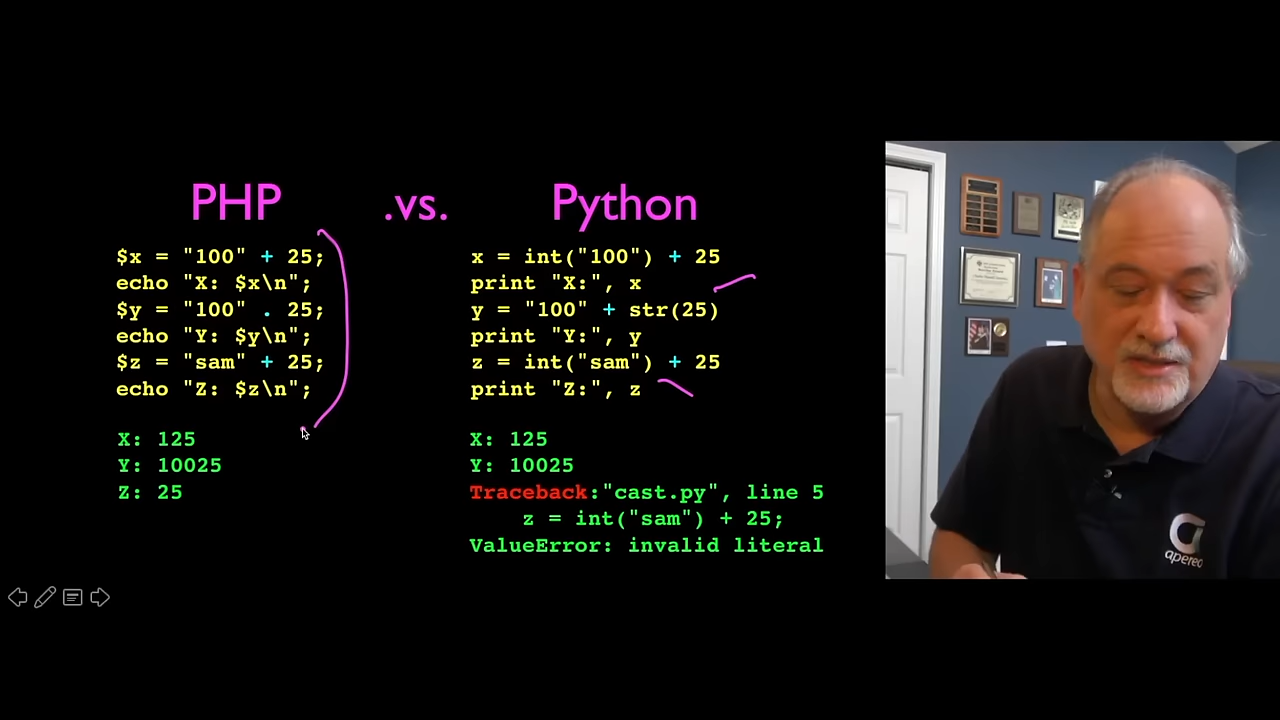 PHP .vs. Python
$x = "100" + 25;
echo "X: $x\n";
$y = "100" . 25;
echo "Y: $y\n";
$z = "sam" + 25;
echo "Z: $z\n";
X: 125
Y: 10025
Z: 25
x = int("100") + 25
print "X:", x
y = "100" + str(25)
print "Y:", y
z = int("sam") + 25
print "Z:", z
X: 125
Y: 10025
Traceback:"cast.py", line 5
z = int("sam") + 25;
ValueError: invalid literal
apereo